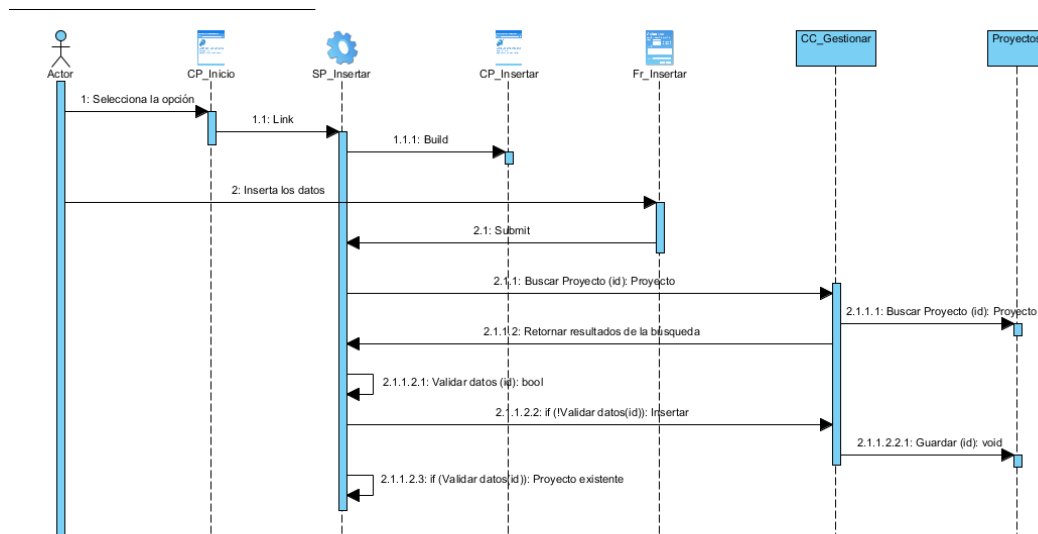 CC_Gestionar
Proyectos
Actor
CP_Inicio
SP_Insertar
CP_Insertar
Fr_Insertar
1: Selecciona la opción
1.1: Link
1.1.1: Build
2: Inserta los datos
2.1: Submit
2.1.1: Buscar Proyecto (id): Proyecto
2.1.1.1: Buscar Proyecto (id): Proyecto
2.1.1.2: Retornar resultados de la búsqueda
2.1.1.2.1: Validar datos (id): bool
2.1.1.2.2: if (!Validar datos(id)): Insertar
2.1.1.2.2.1: Guardar (id): void
2.1.1.2.3: if (Validar datos(id)): Proyecto existente